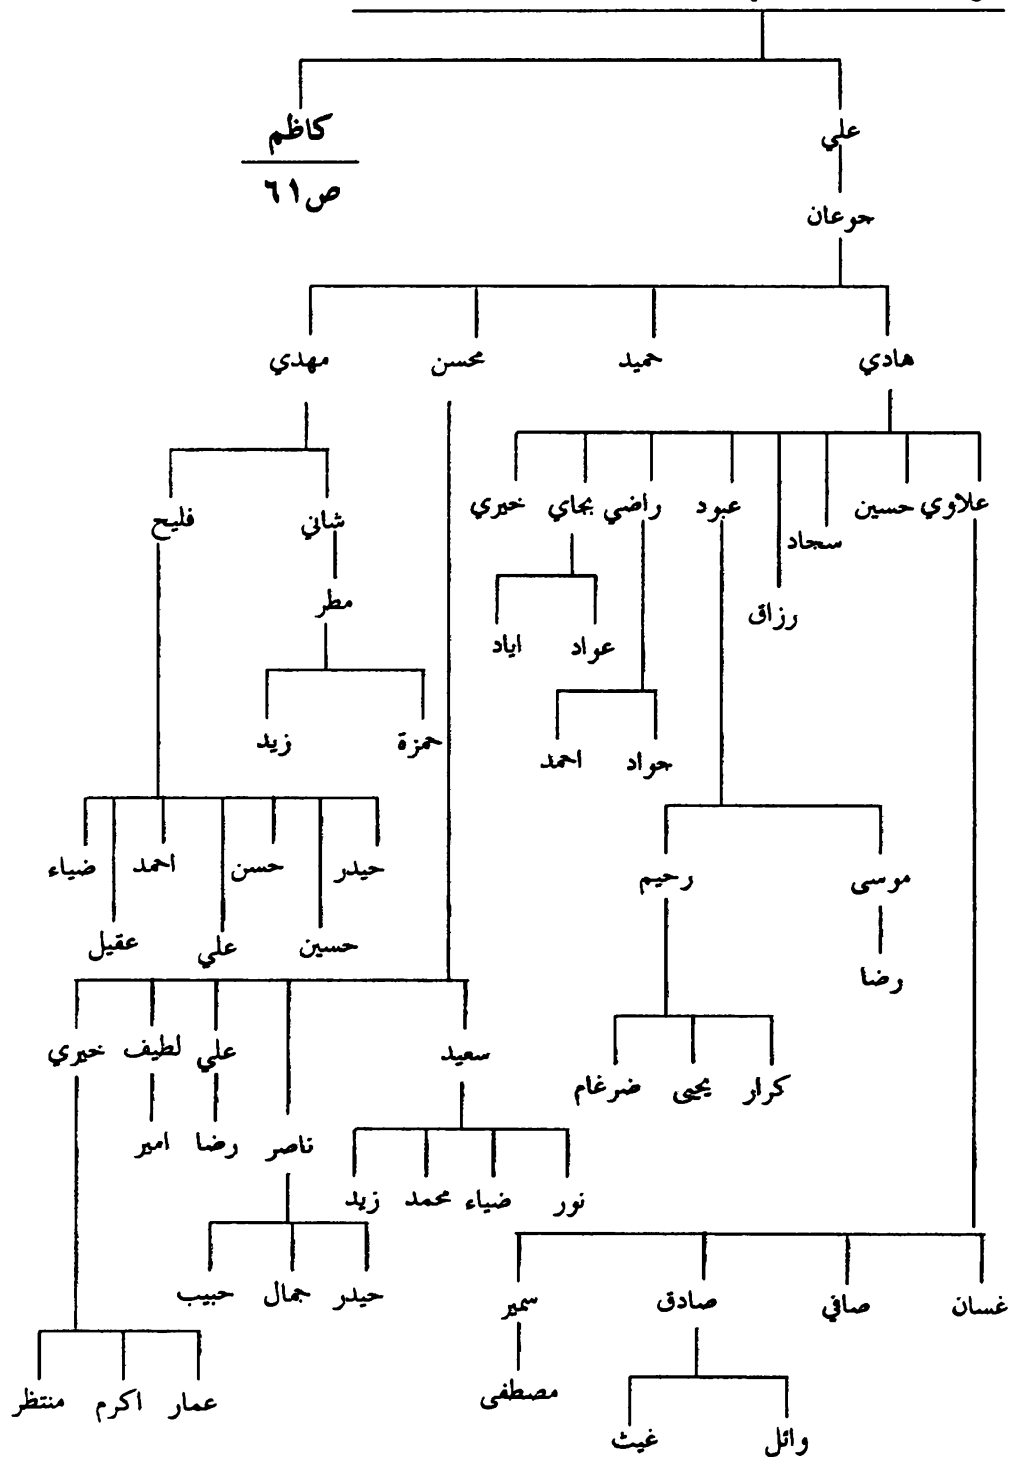 علي كاظم
ص٦١
حوعان
هادي حميد محسن مهدي
علاوي حسين عبود راضي بجاي خيري
سجاد
شاني فليح
مطر
رزاق
عواد اياد
حمزة زيد
حواد احمد
حيدر حسن احمد ضياء
موسى رحيم
حسين علي عقيل
رضا
سعيد علي لطيف خيري
كرار يحيى ضرغام
ناصر رضا امير
نور ضياء محمد زيد
حيدر جمال حبيب
غسان صافي صادق سمير
مصطفى
عمار اكرم منتظر
وائل غيث